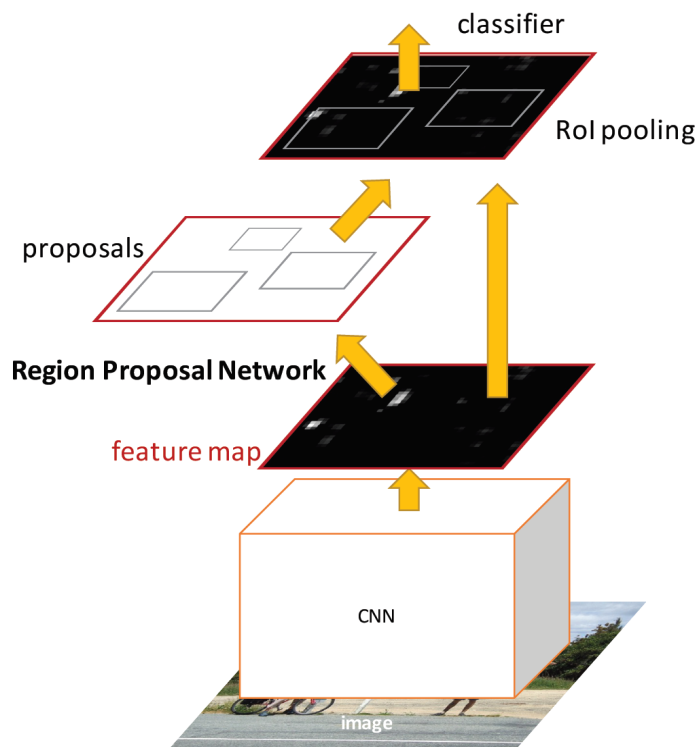 classifier
RoI pooling
proposals
Region Proposal Network
feature map
CNN
image